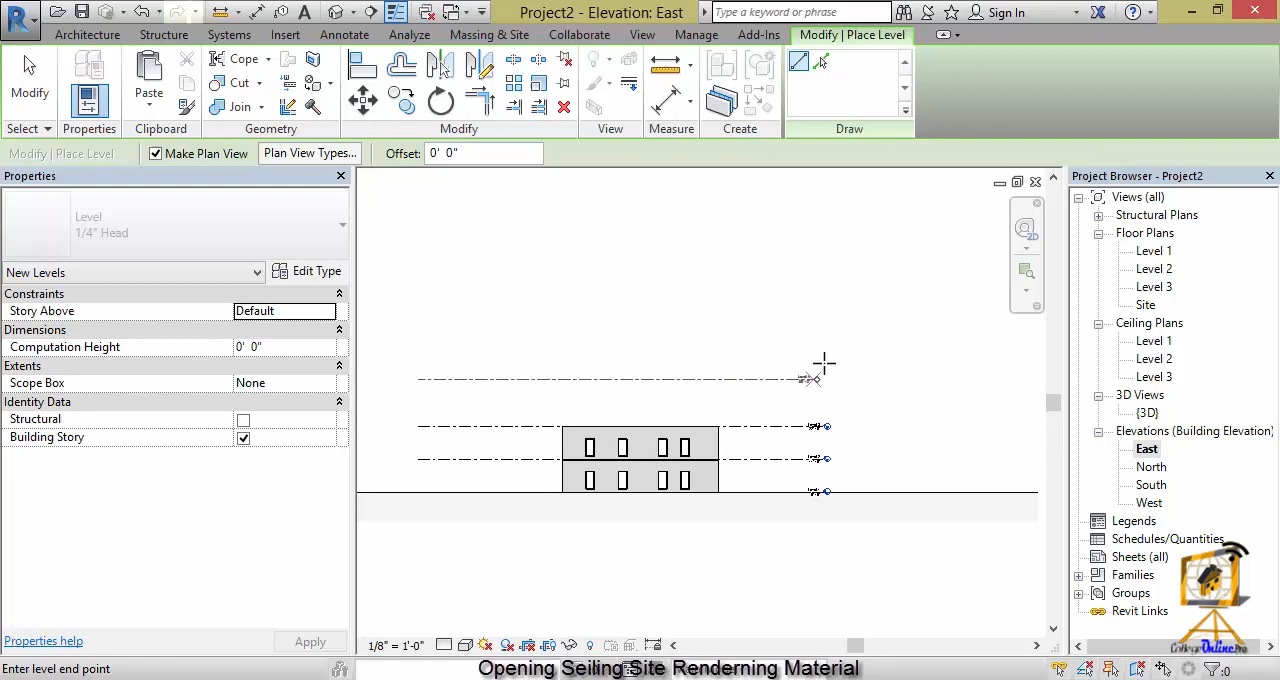 Project2 - Elevation: East
Type a keyword or phrase
Sign In
Architecture
Structure
Systems
Insert
Annotate
Analyze
Massing & Site
Collaborate
View
Manage
Add-Ins
Modify | Place Level
Modify
Paste
Cope
Cut
Join
Select
Properties
Clipboard
Geometry
Modify
View
Measure
Create
Draw
Modify | Place Level
Make Plan View
Plan View Types...
Offset:
0' 0"
Properties
Level
1/4" Head
New Levels
Edit Type
Constraints
Story Above
Default
Dimensions
Computation Height
0' 0"
Extents
Scope Box
None
Identity Data
Structural
Building Story
Properties help
Apply
2D
Project Browser - Project2
Views (all)
Structural Plans
Floor Plans
Level 1
Level 2
Level 3
Site
Ceiling Plans
Level 1
Level 2
Level 3
3D Views
{3D}
Elevations (Building Elevation)
East
North
South
West
Legends
Schedules/Quantities
Sheets (all)
Families
Groups
Revit Links
CollegeOnline.Pro
1/8" = 1'-0"
Enter level end point
Opening Seiling Site Rendernning Material
:0